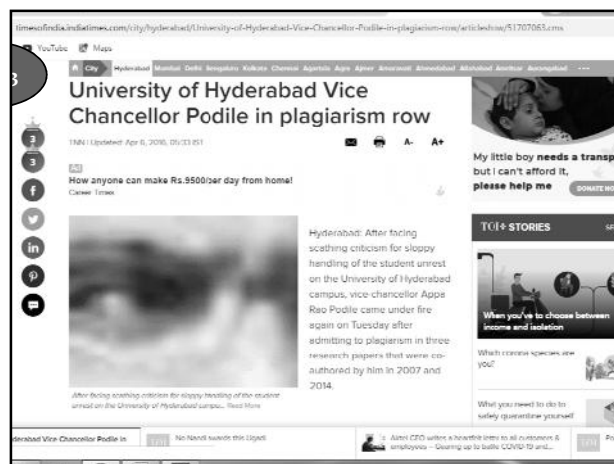 timesofindia.indiatimes.com/city/hyderabad/University-of-Hyderabad-Vice-Chancellor-Podile-in-plagiarism-row/articleshow/51707063.cms
YouTube Maps
City Hyderabad Mumbai Delhi Bengaluru Kolkata Chennai Agartala Agra Ajmer Amaravati Ahmedabad Allahabad Amritsar Aurangabad
3
University of Hyderabad Vice
Chancellor Podile in plagiarism row
3
3
TNN | Updated: Apr 6, 2016, 05:33 IST
A- A+
Ad
How anyone can make Rs.9500/per day from home!
Career Times
My little boy needs a transp
but I can't afford it,
please help me
DONATE NO
Hyderabad: After facing
scathing criticism for sloppy
handling of the student unrest
on the University of Hyderabad
campus, vice-chancellor Appa
Rao Podile came under fire
again on Tuesday after
admitting to plagiarism in three
research papers that were co-
authored by him in 2007 and
2014.
After facing scathing criticism for sloppy handling of the student
unrest on the University of Hyderabad campu... Read More
TOI+ STORIES
SE
When you've to choose between
income and isolation
Which corona species are
you?
What you need to do to
safely quarantine yourself
derabad Vice Chancellor Podile in
TOI
No Nandi awards this Ugadi
Airtel CEO writes a heartfelt letter to all customers &
employees – Gearing up to battle COVID-19 and...
TOI